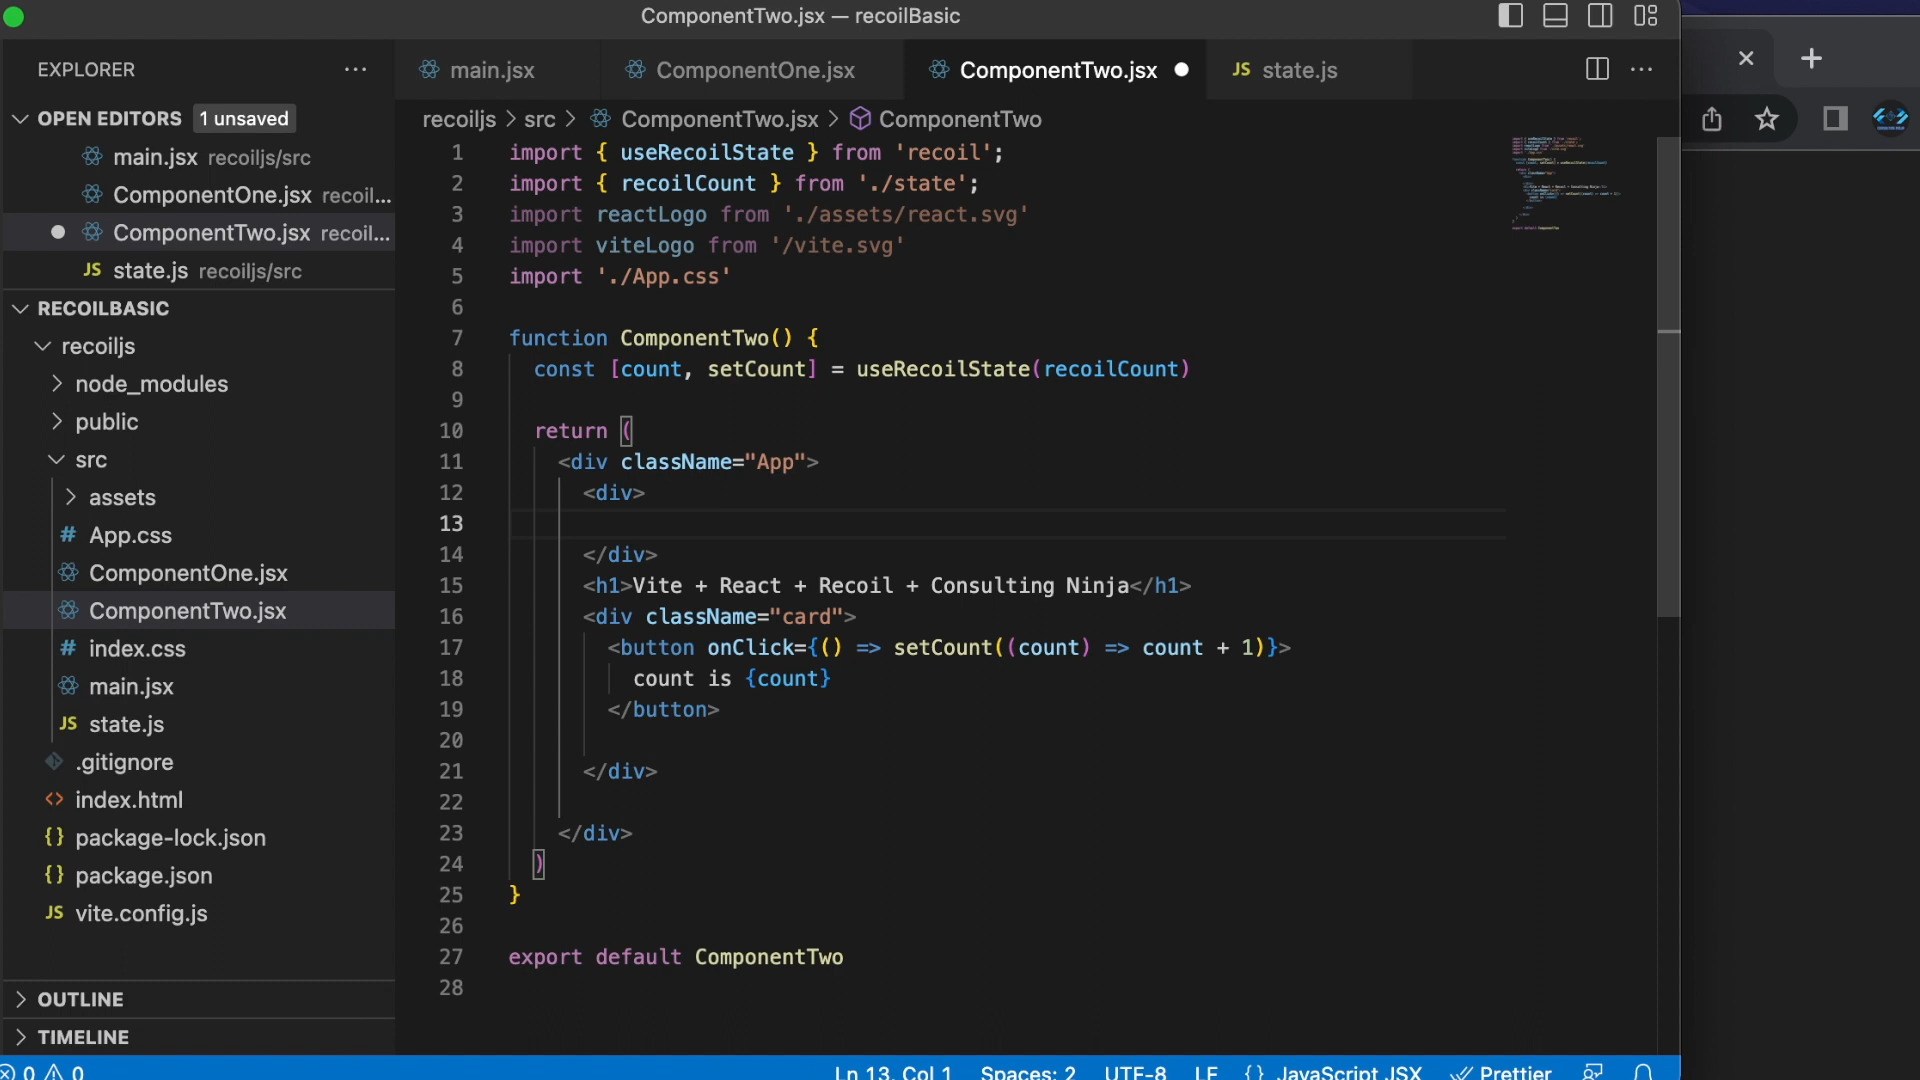 ComponentTwo.jsx — recoilBasic
EXPLORER
OPEN EDITORS 1 unsaved
main.jsx recoiljs/src
ComponentOne.jsx recoil...
ComponentTwo.jsx recoil...
JS state.js recoiljs/src
RECOILBASIC
recoiljs
node_modules
public
src
assets
# App.css
ComponentOne.jsx
ComponentTwo.jsx
# index.css
main.jsx
JS state.js
.gitignore
<> index.html
{} package-lock.json
{} package.json
JS vite.config.js
OUTLINE
TIMELINE
main.jsx ComponentOne.jsx ComponentTwo.jsx JS state.js
recoiljs > src > ComponentTwo.jsx > ComponentTwo
1 import { useRecoilState } from 'recoil';
2 import { recoilCount } from './state';
3 import reactLogo from './assets/react.svg'
4 import viteLogo from '/vite.svg'
5 import './App.css'
6
7 function ComponentTwo() {
8 const [count, setCount] = useRecoilState(recoilCount)
9
10 return (
11 <div className="App">
12 <div>
13
14 </div>
15 <h1>Vite + React + Recoil + Consulting Ninja</h1>
16 <div className="card">
17 <button onClick={() => setCount((count) => count + 1)}>
18 count is {count}
19 </button>
20
21 </div>
22
23 </div>
24 )
25 }
26
27 export default ComponentTwo
28
0 0 Ln 13, Col 1 Spaces: 2 UTF-8 LF {} JavaScript JSX Prettier